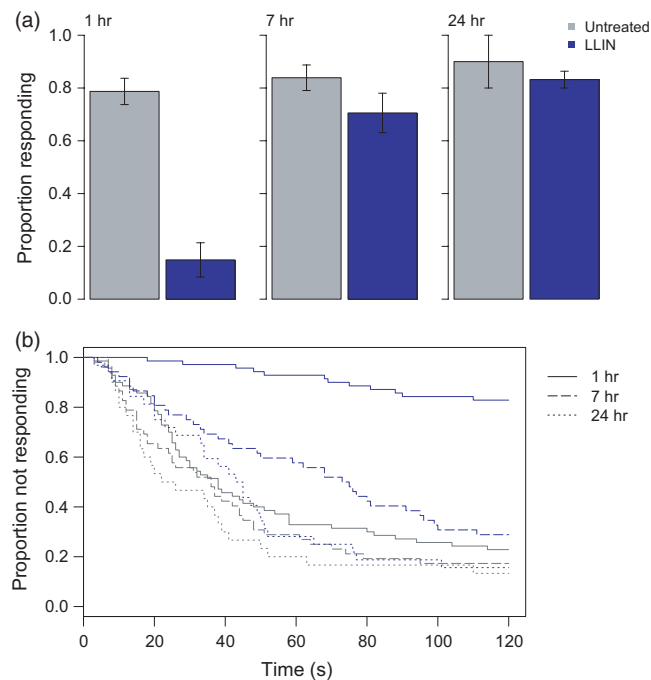 (a)
1 hr
7 hr
24 hr
Untreated
LLIN
Proportion responding
1.0
0.8
0.6
0.4
0.2
0.0
(b)
Proportion not responding
1.0
0.8
0.6
0.4
0.2
0.0
1 hr
7 hr
24 hr
0
20
40
60
80
100
120
Time (s)